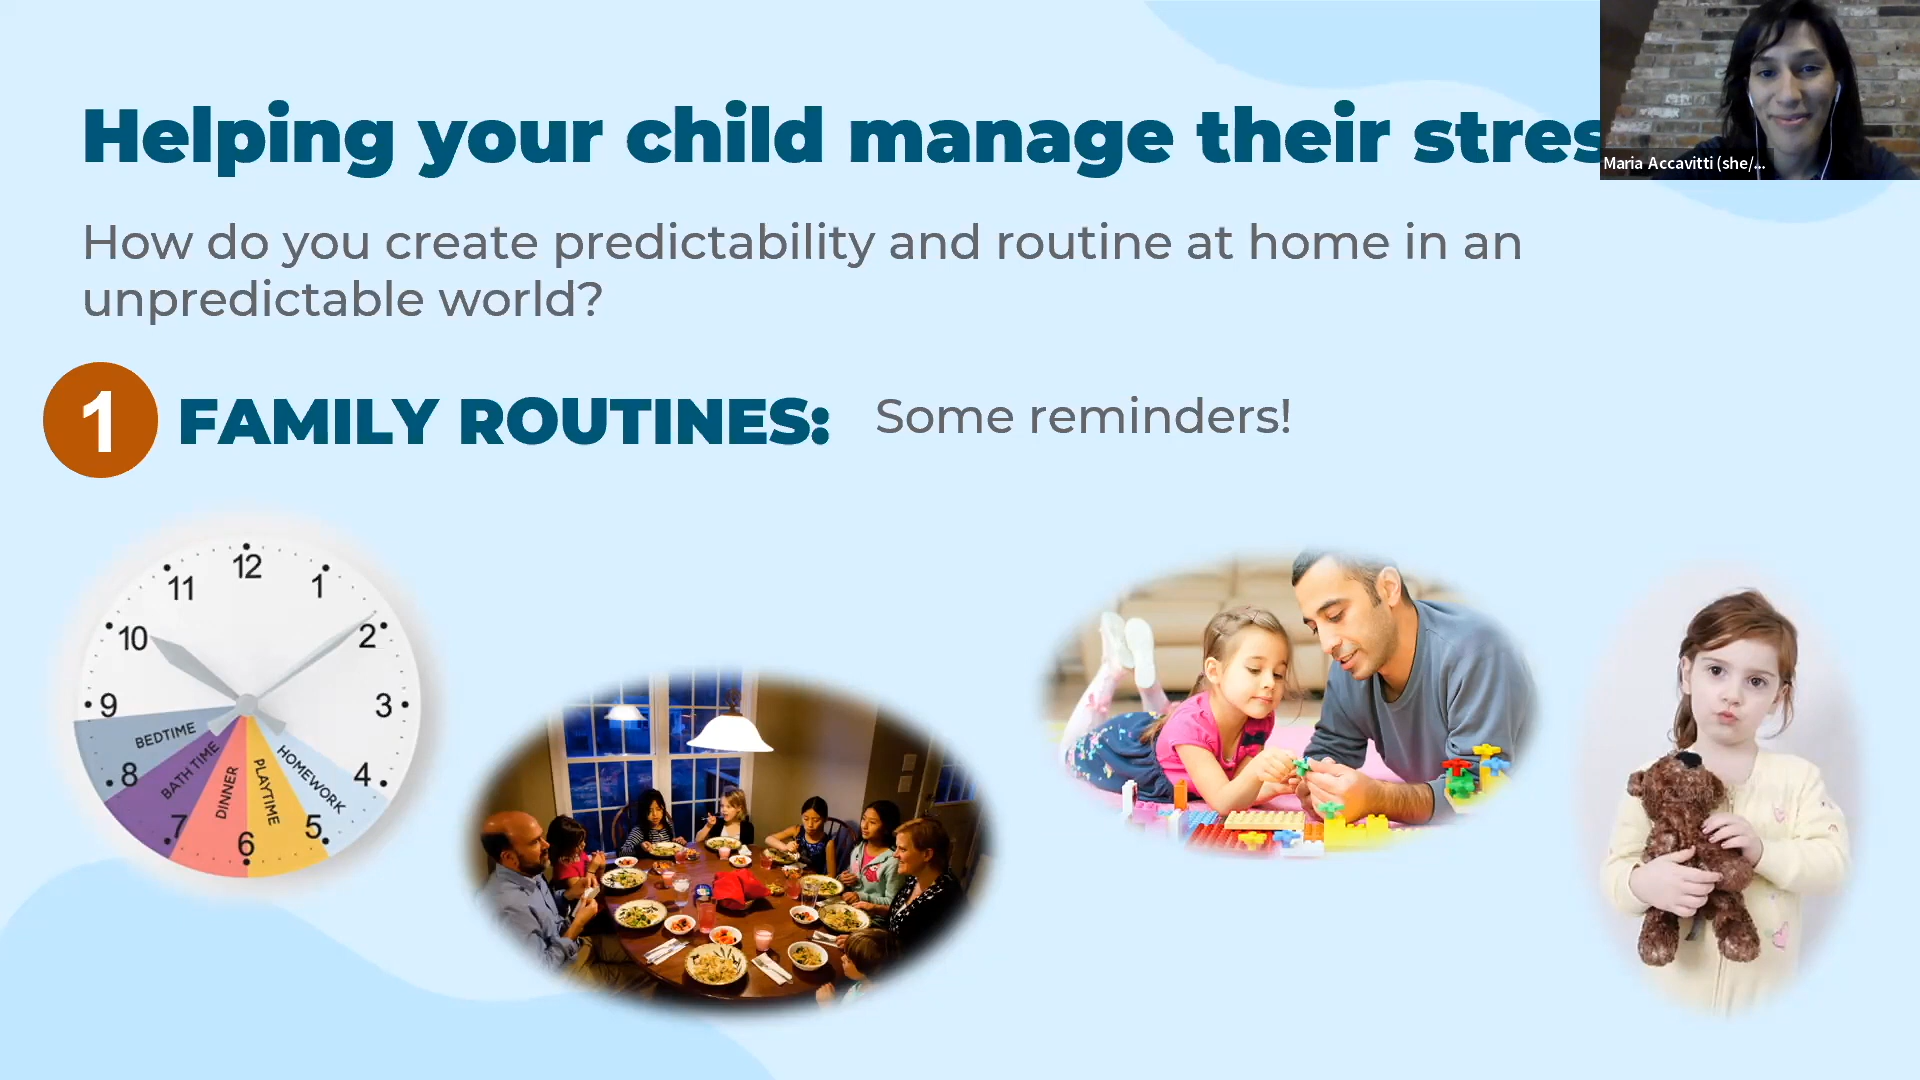 Helping your child manage their stres
Maria Accavitti (she/...
How do you create predictability and routine at home in an
unpredictable world?
1
FAMILY ROUTINES: Some reminders!
12
1
2
3
4
5
6
7
8
9
10
11
BEDTIME
BATH TIME
DINNER
PLAYTIME
HOMEWORK